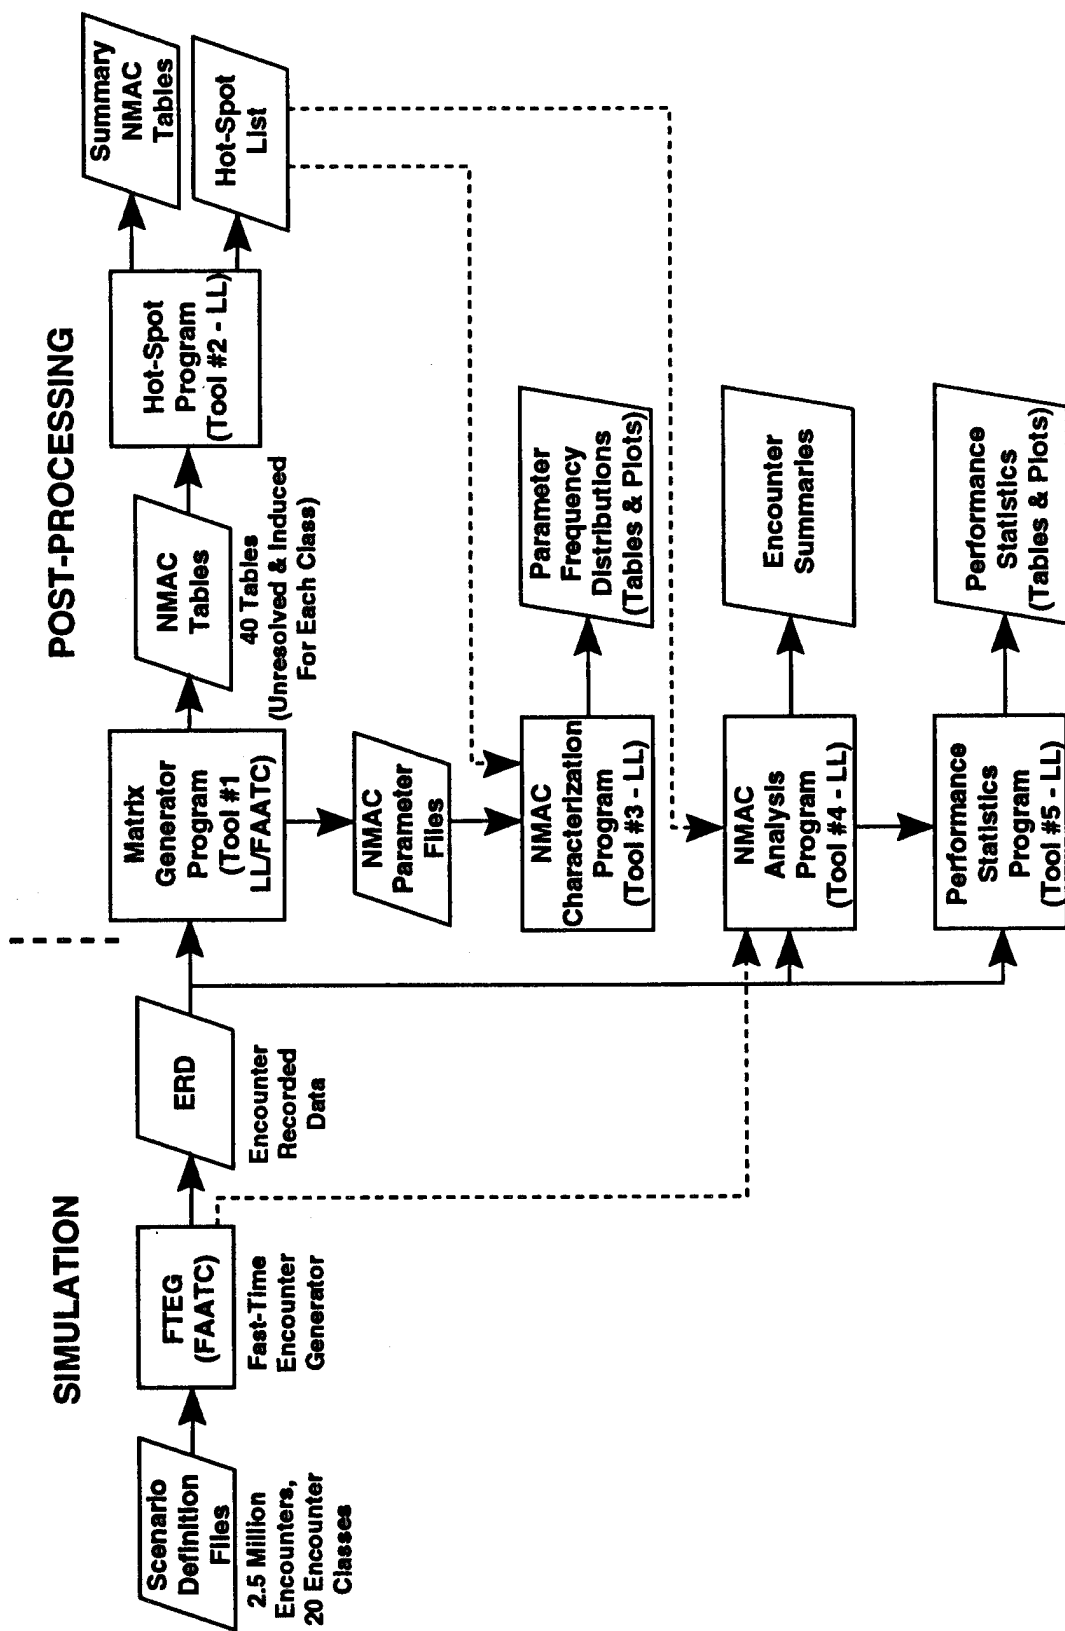 SIMULATION
POST-PROCESSING
Scenario
Definition
Files
2.5 Million
Encounters,
20 Encounter
Classes
FTEG
(FAATC)
Fast-Time
Encounter
Generator
ERD
Encounter
Recorded
Data
Matrix
Generator
Program
(Tool #1
LL/FAATC)
NMAC
Tables
40 Tables
(Unresolved & Induced
For Each Class)
Hot-Spot
Program
(Tool #2 - LL)
Summary
NMAC
Tables
Hot-Spot
List
NMAC
Parameter
Files
NMAC
Characterization
Program
(Tool #3 - LL)
Parameter
Frequency
Distributions
(Tables & Plots)
NMAC
Analysis
Program
(Tool #4 - LL)
Encounter
Summaries
Performance
Statistics
Program
(Tool #5 - LL)
Performance
Statistics
(Tables & Plots)